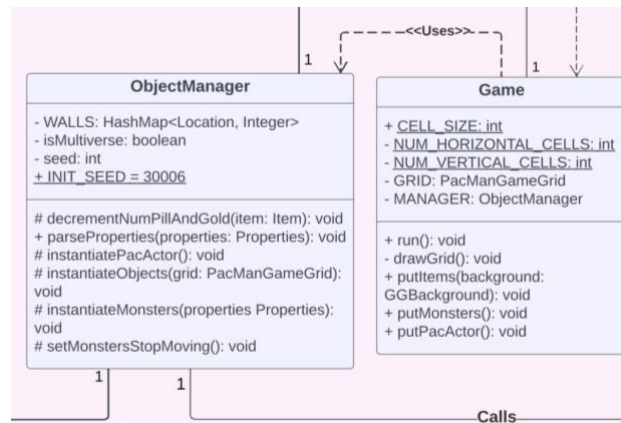 <<Uses>>
1
1
ObjectManager
- WALLS: HashMap<Location, Integer>
- isMultiverse: boolean
- seed: int
+ INIT_SEED = 30006
# decrementNumPillAndGold(item: Item): void
+ parseProperties(properties: Properties): void
# instantiatePacActor(): void
# instantiateObjects(grid: PacManGameGrid):
void
# instantiateMonsters(properties Properties):
void
# setMonstersStopMoving(): void
Game
+ CELL_SIZE: int
- NUM_HORIZONTAL_CELLS: int
- NUM_VERTICAL_CELLS: int
- GRID: PacManGameGrid
- MANAGER: ObjectManager
+ run(): void
- drawGrid(): void
+ putItems(background:
GGBackground): void
+ putMonsters(): void
+ putPacActor(): void
1
1
Calls